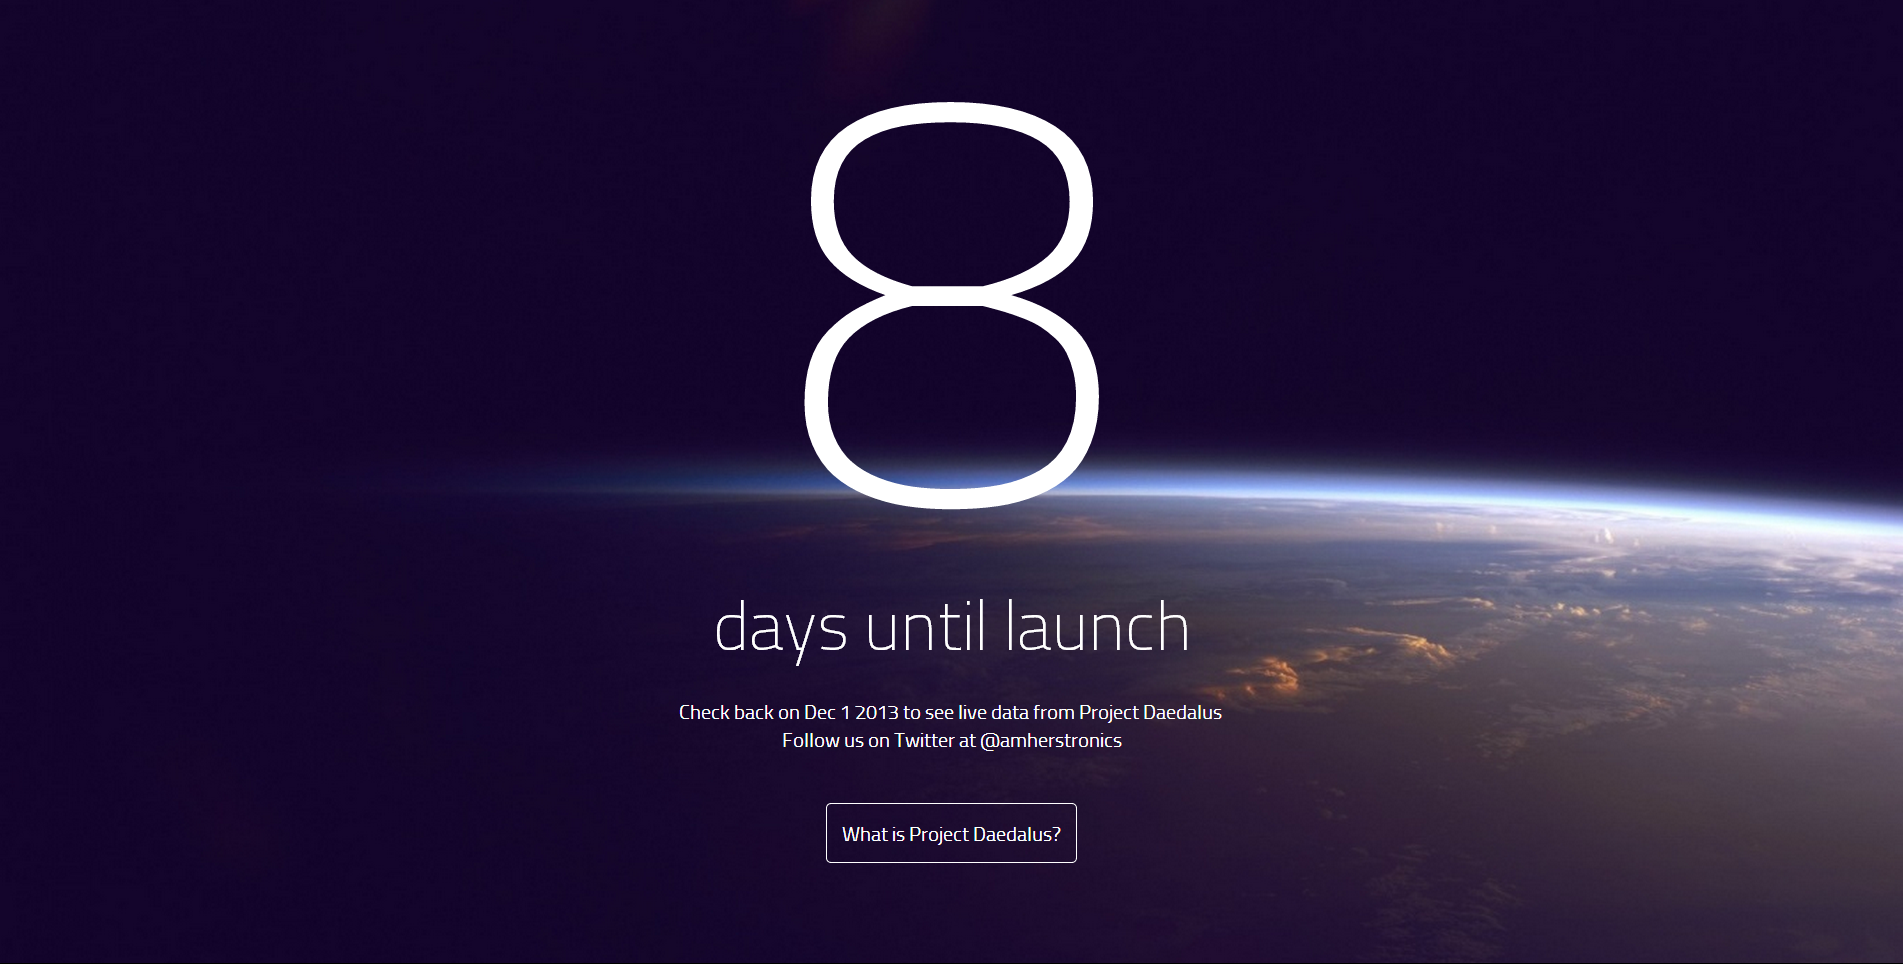 8
days until launch
Check back on Dec 1 2013 to see live data from Project Daedalus
Follow us on Twitter at @amherstronics
What is Project Daedalus?